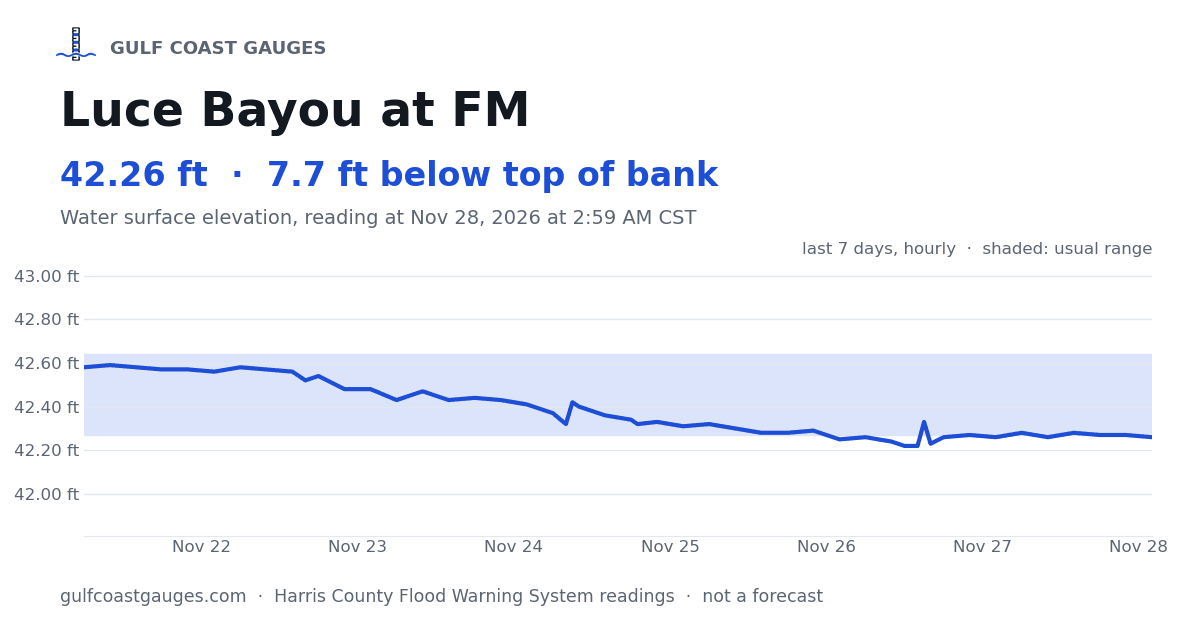 GULF COAST GAUGES
Luce Bayou at FM
42.26 ft · 7.7 ft below top of bank
Water surface elevation, reading at Nov 28, 2026 at 2:59 AM CST
last 7 days, hourly · shaded: usual range
43.00 ft
42.80 ft
42.60 ft
42.40 ft
42.20 ft
42.00 ft
Nov 22 Nov 23 Nov 24 Nov 25 Nov 26 Nov 27 Nov 28
gulfcoastgauges.com · Harris County Flood Warning System readings · not a forecast